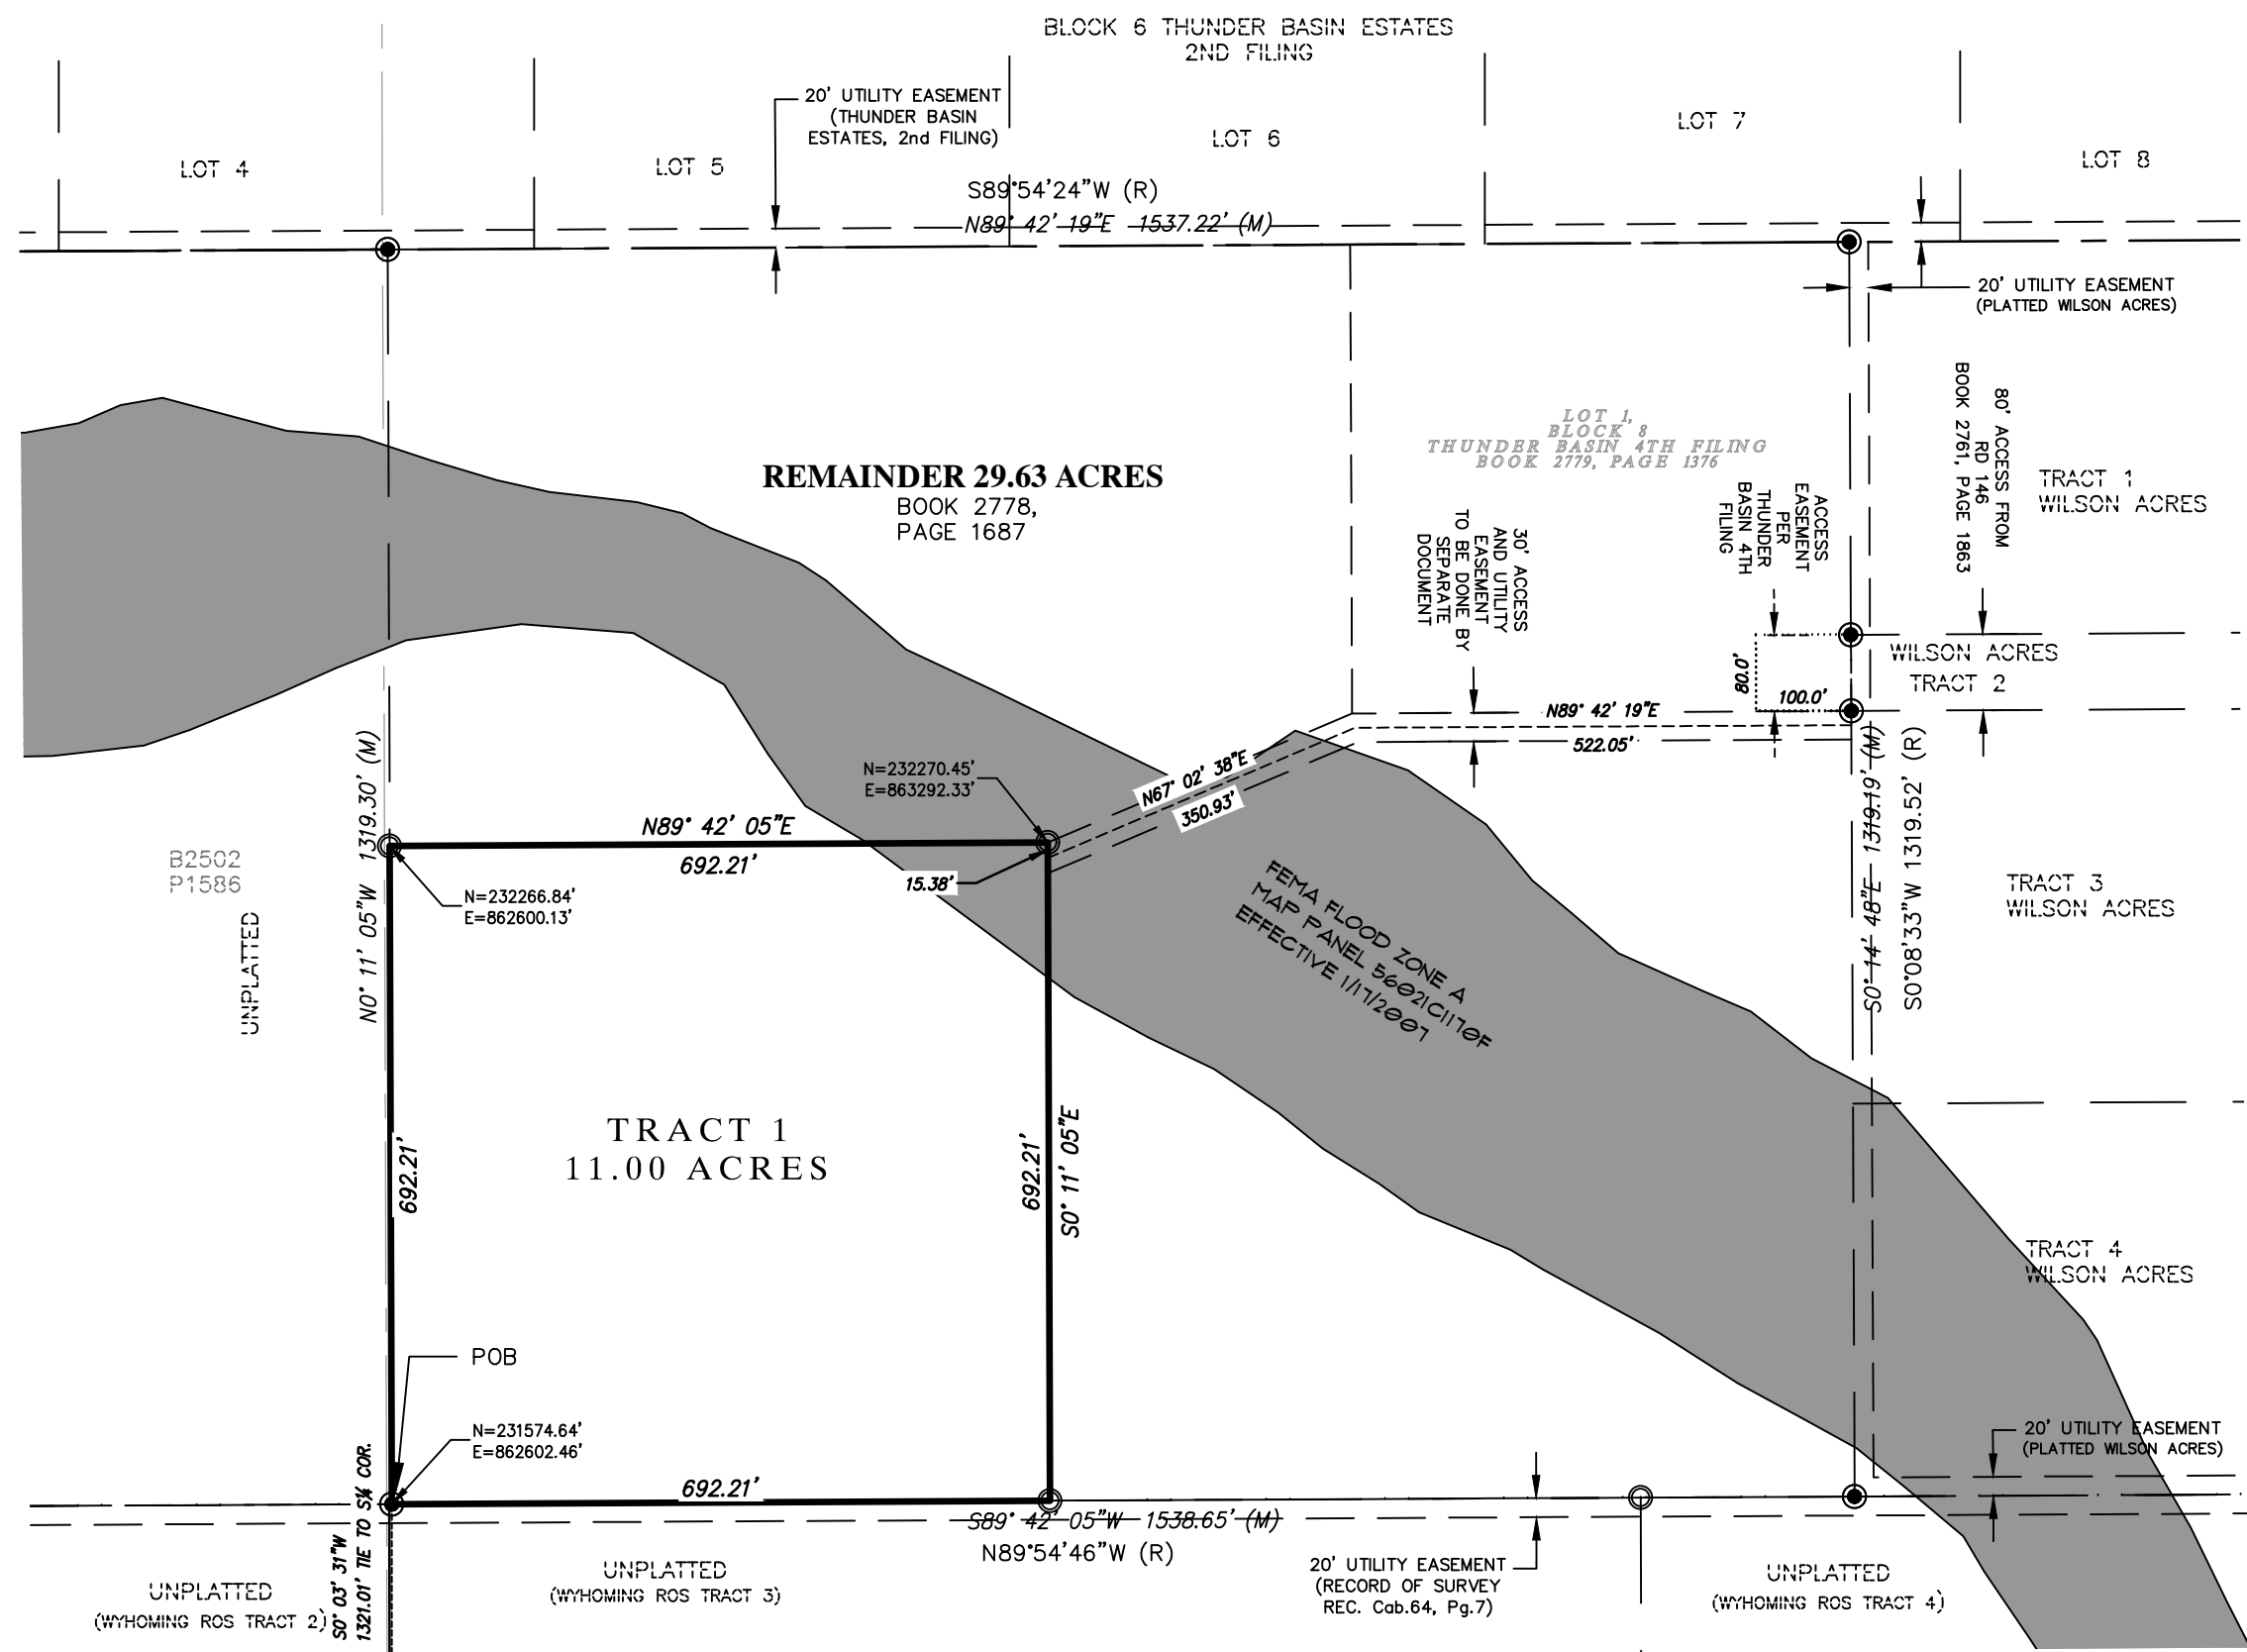 BLOCK 6 THUNDER BASIN ESTATES
2ND FILING
20' UTILITY EASEMENT
(THUNDER BASIN
ESTATES, 2nd FILING)
LOT 4
LOT 5
LOT 6
LOT 7
LOT 8
S89°54'24"W (R)
N89° 42' 19"E 1537.22' (M)
20' UTILITY EASEMENT
(PLATTED WILSON ACRES)
LOT 1,
BLOCK 8
THUNDER BASIN 4TH FILING
BOOK 2779, PAGE 1376
REMAINDER 29.63 ACRES
BOOK 2778,
PAGE 1687
80' ACCESS FROM
RD 146
BOOK 2761, PAGE 1863
TRACT 1
WILSON ACRES
ACCESS
EASEMENT
PER
THUNDER
BASIN 4TH
FILING
30' ACCESS
AND UTILITY
EASEMENT
TO BE DONE BY
SEPARATE
DOCUMENT
WILSON ACRES
TRACT 2
80.0'
100.0'
N89° 42' 19"E
522.05'
N67° 02' 38"E
350.93'
S0° 14' 48"E 1319.19' (M)
S0°08'33"W 1319.52' (R)
N0° 11' 05"W 1319.30' (M)
N=232270.45'
E=863292.33'
N89° 42' 05"E
692.21'
15.38'
N=232266.84'
E=862600.13'
B2502
P1586
UNPLATTED
FEMA FLOOD ZONE A
MAP PANEL 56021C1170F
EFFECTIVE 1/17/2007
TRACT 3
WILSON ACRES
TRACT 1
11.00 ACRES
692.21'
692.21'
S0° 11' 05"E
TRACT 4
WILSON ACRES
POB
N=231574.64'
E=862602.46'
692.21'
S0° 03' 31"W
1321.01' TIE TO S¼ COR.
20' UTILITY EASEMENT
(PLATTED WILSON ACRES)
S89° 42' 05"W 1538.65' (M)
N89°54'46"W (R)
20' UTILITY EASEMENT
(RECORD OF SURVEY
REC. Cab.64, Pg.7)
UNPLATTED
(WYHOMING ROS TRACT 2)
UNPLATTED
(WYHOMING ROS TRACT 3)
UNPLATTED
(WYHOMING ROS TRACT 4)